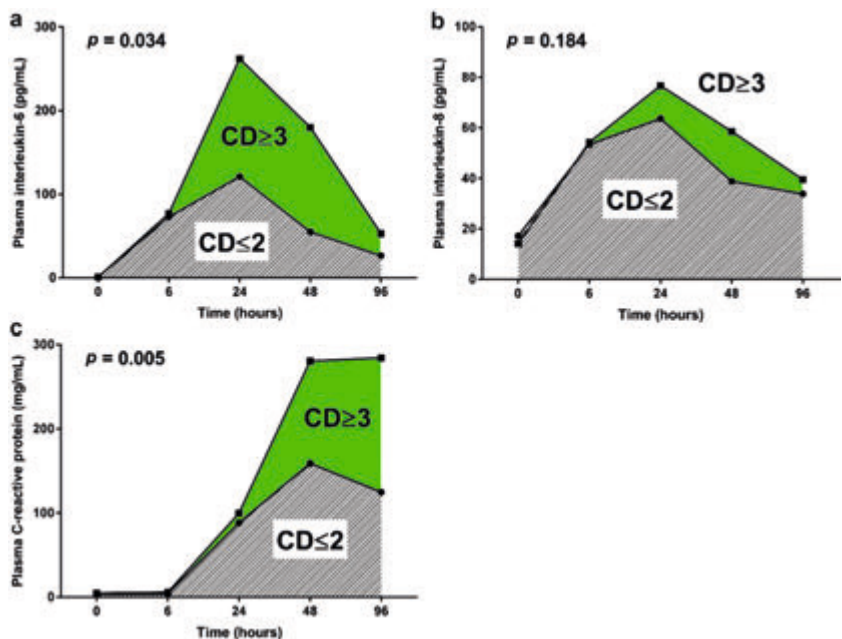 a
p = 0.034
Plasma interleukin-6 (pg/mL)
300
200
100
0
CD≥3
CD≤2
0 6 24 48 96
Time (hours)
b
p = 0.184
Plasma interleukin-8 (pg/mL)
100
80
60
40
20
0
CD≥3
CD≤2
0 6 24 48 96
Time (hours)
c
p = 0.005
Plasma C-reactive protein (mg/mL)
300
200
100
0
CD≥3
CD≤2
0 6 24 48 96
Time (hours)